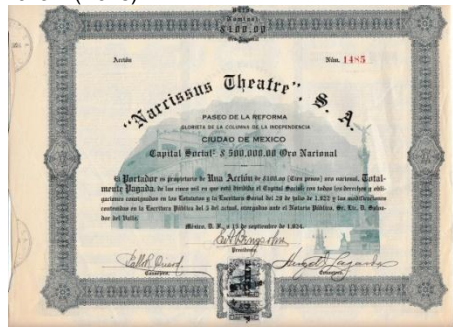 Nominal
$100.00
Acción
Núm. 1485
"Narcissus Theatre", S. A.
PASEO DE LA REFORMA
GLORIETA DE LA COLUMNA DE LA INDEPENDENCIA
CIUDAD DE MEXICO
Capital Social: $ 500,000.00 Oro Nacional
El Portador es propietario de Una Acción de $100.00 (Cien pesos) oro nacional, Total-
mente Pagada, de las cinco mil en que está dividido el Capital Social; con todos los derechos y obli-
gaciones consignados en los Estatutos y la Escritura Social del 28 de julio de 1,922 y las modificaciones
contenidas en la Escritura Pública del 5 del actual, otorgadas ante el Notario Público, Sr. Lic. D. Salva-
dor del Valle.
México, D. F., a 15 de septiembre de 1,924.
Presidente
Consejero
Consejero